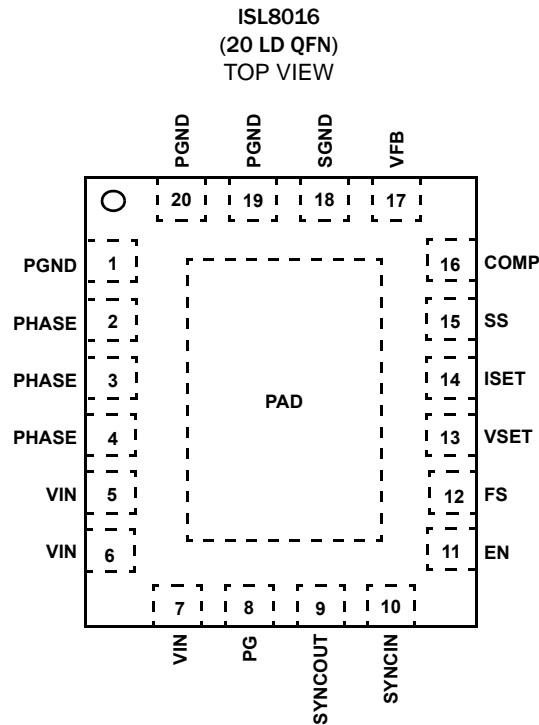 ISL8016
(20 LD QFN)
TOP VIEW
PGND
PGND
SGND
VFB
20
19
18
17
PGND
1
16
COMP
PHASE
2
15
SS
PHASE
3
14
ISET
PAD
PHASE
4
13
VSET
VIN
5
12
FS
VIN
6
11
EN
7
8
9
10
VIN
PG
SYNCOUT
SYNCIN